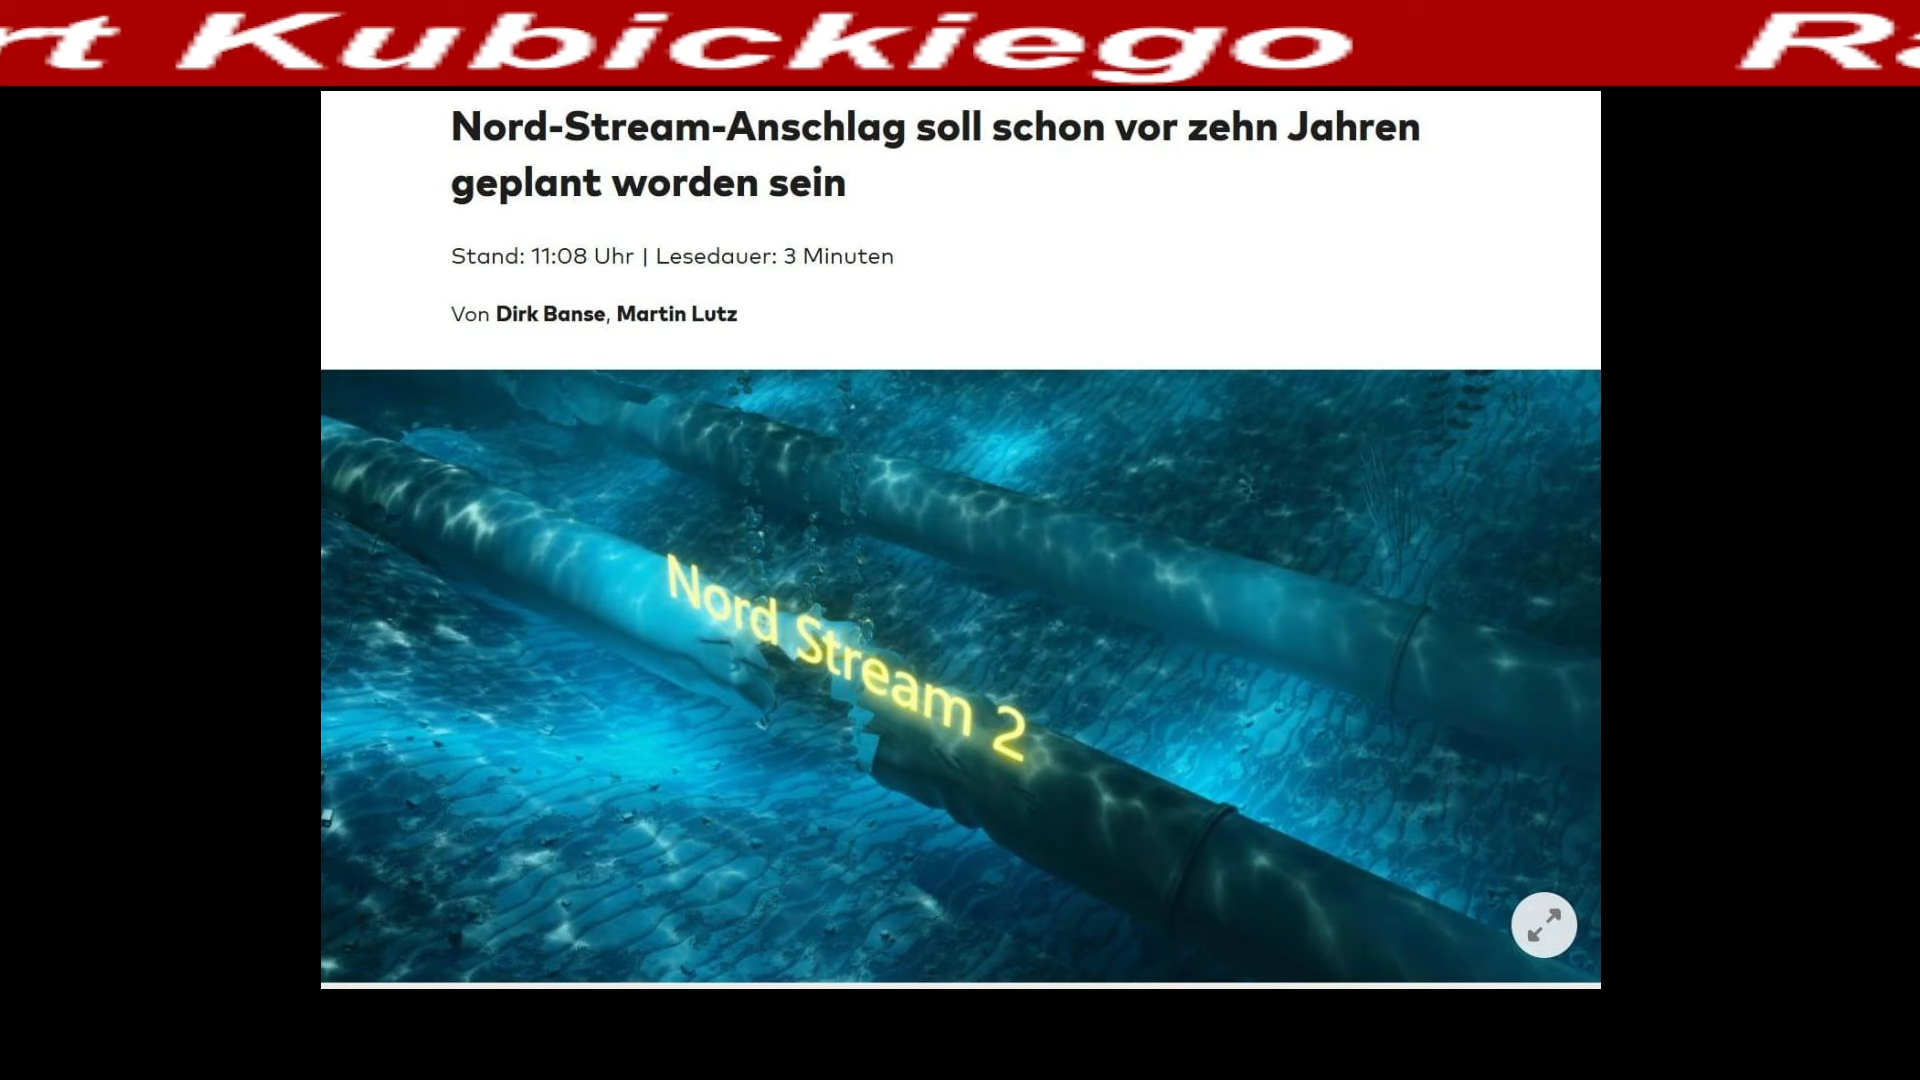 rt Kubickiego
Nord-Stream-Anschlag soll schon vor zehn Jahren
geplant worden sein
Stand: 11:08 Uhr | Lesedauer: 3 Minuten
Von Dirk Banse, Martin Lutz
Nord Stream 2